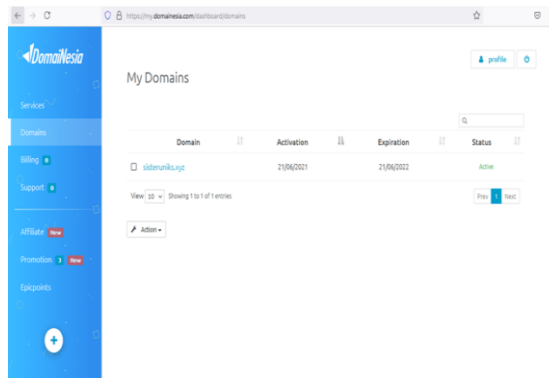 https://my.domainesia.com/dashboard/domains
DomaiNesia
profile
My Domains
Services
Domains
Billing 0
Support 0
Affiliate New
Promotion 3 New
Epicpoints
Domain Activation Expiration Status
sisteruniks.xyz 21/06/2021 21/06/2022 Active
View 10 Showing 1 to 1 of 1 entries Prev 1 Next
Action